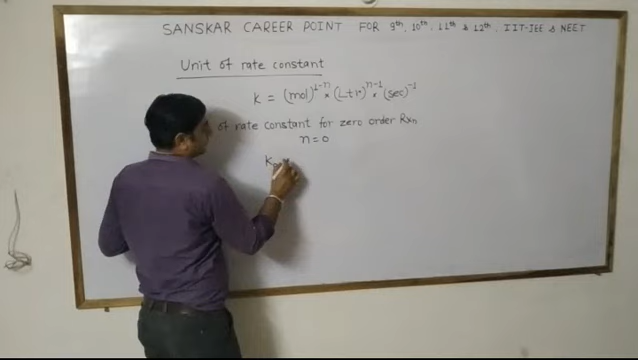 SANSKAR CAREER POINT FOR 9th, 10th, 11th & 12th, IIT-JEE & NEET
Unit of rate constant
K = (mol)^1-n × (Ltr)^n-1 × (sec)^-1
of rate constant for zero order Rxn
n = 0
K